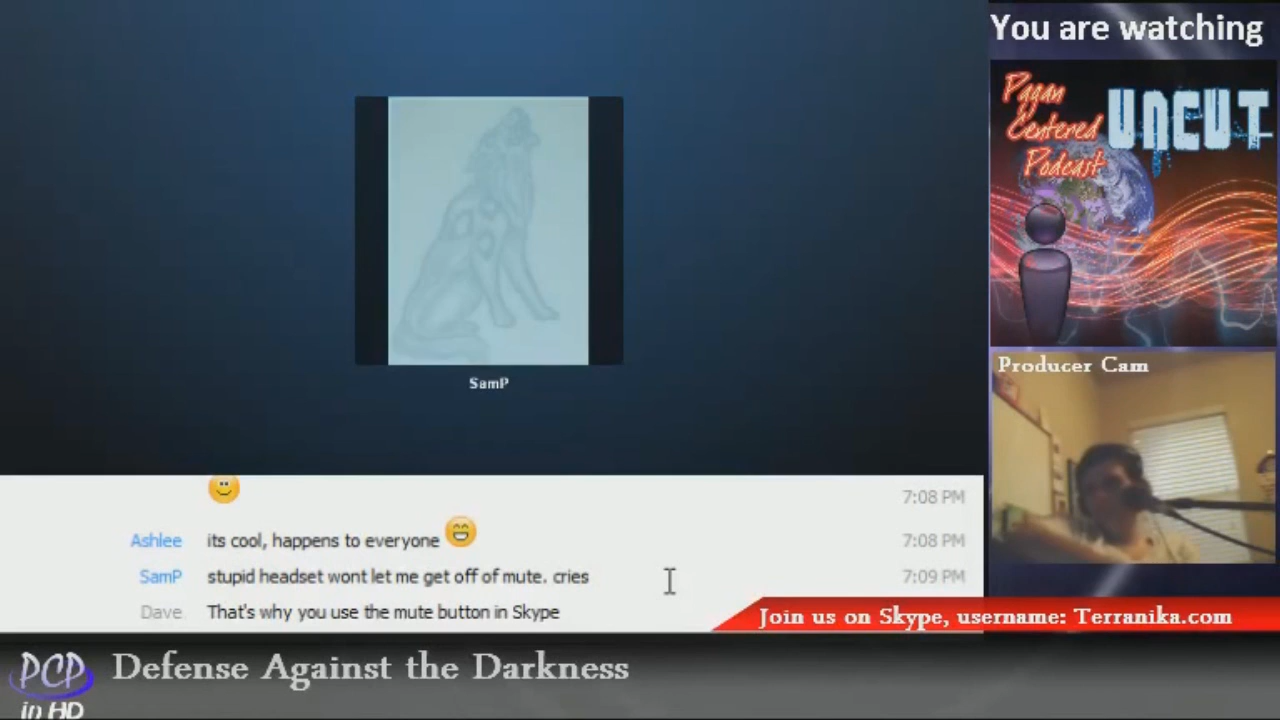 You are watching
Pagan
Centered
Podcast
UNCUT
Producer Cam
SamP
7:08 PM
Ashlee its cool, happens to everyone 7:08 PM
SamP stupid headset wont let me get off of mute. cries 7:09 PM
Dave That's why you use the mute button in Skype
Join us on Skype, username: Terranika.com
PCP
in HD
Defense Against the Darkness